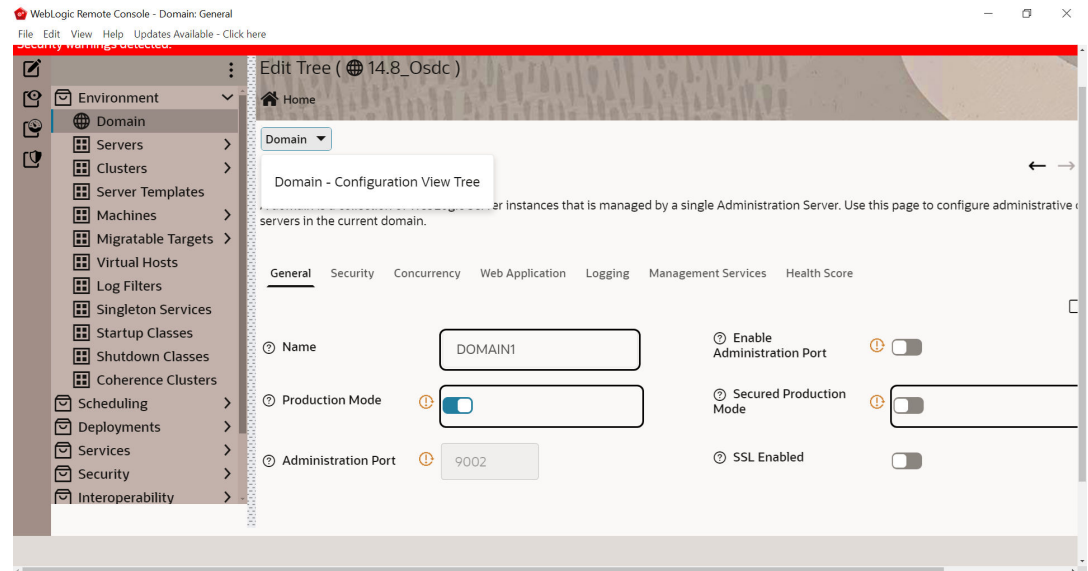 WebLogic Remote Console - Domain: General
File Edit View Help Updates Available - Click here
Security warnings detected.
Edit Tree ( 14.8_Osdc )
Home
Environment
Domain
Servers
Clusters
Server Templates
Machines
Migratable Targets
Virtual Hosts
Log Filters
Singleton Services
Startup Classes
Shutdown Classes
Coherence Clusters
Scheduling
Deployments
Services
Security
Interoperability
Domain
Domain - Configuration View Tree
er instances that is managed by a single Administration Server. Use this page to configure administrative
servers in the current domain.
General Security Concurrency Web Application Logging Management Services Health Score
Name
DOMAIN1
Enable
Administration Port
Production Mode
Secured Production
Mode
Administration Port
9002
SSL Enabled